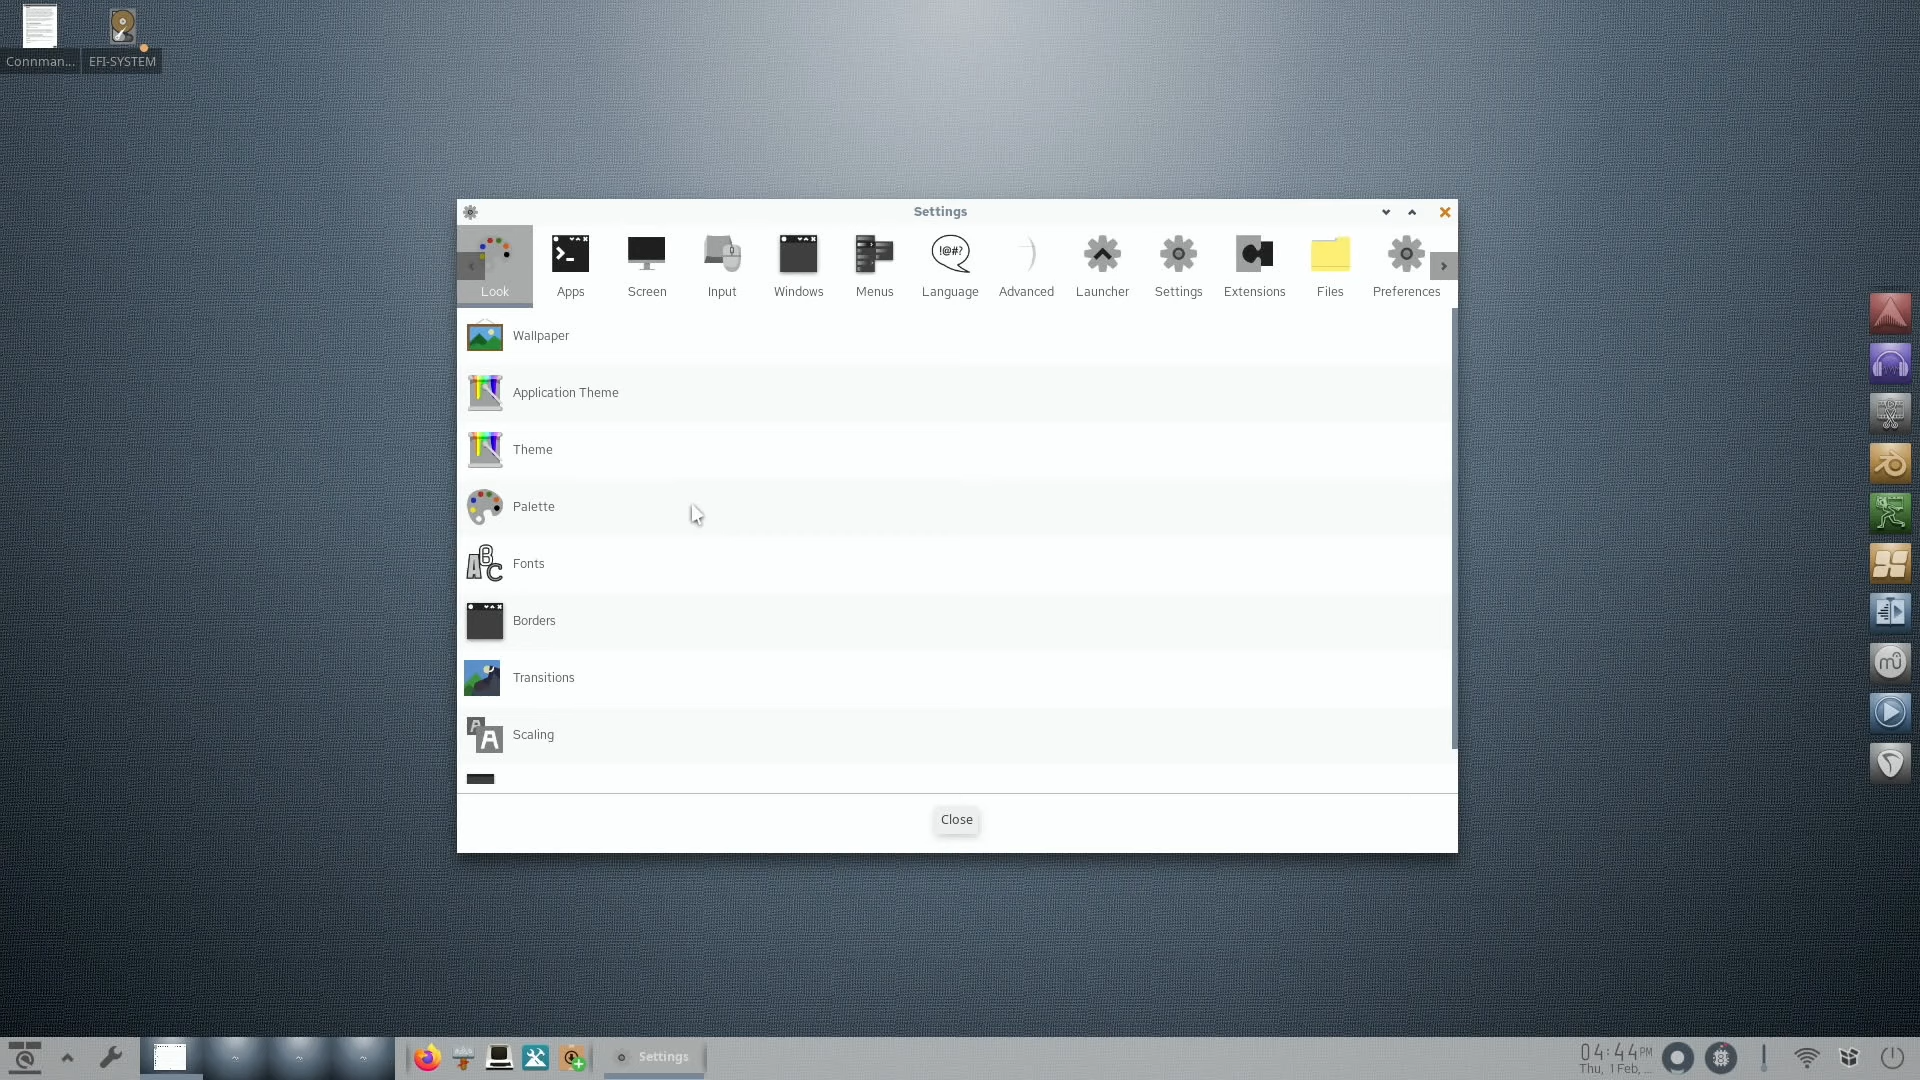 Connman...
EFI-SYSTEM
Settings
Look
Apps
Screen
Input
Windows
Menus
!@#?
Language
Advanced
Launcher
Settings
Extensions
Files
Preferences
Wallpaper
Application Theme
Theme
Palette
Fonts
Borders
Transitions
Scaling
Close
Settings
04:44PM
Thu, 1 Feb, ...